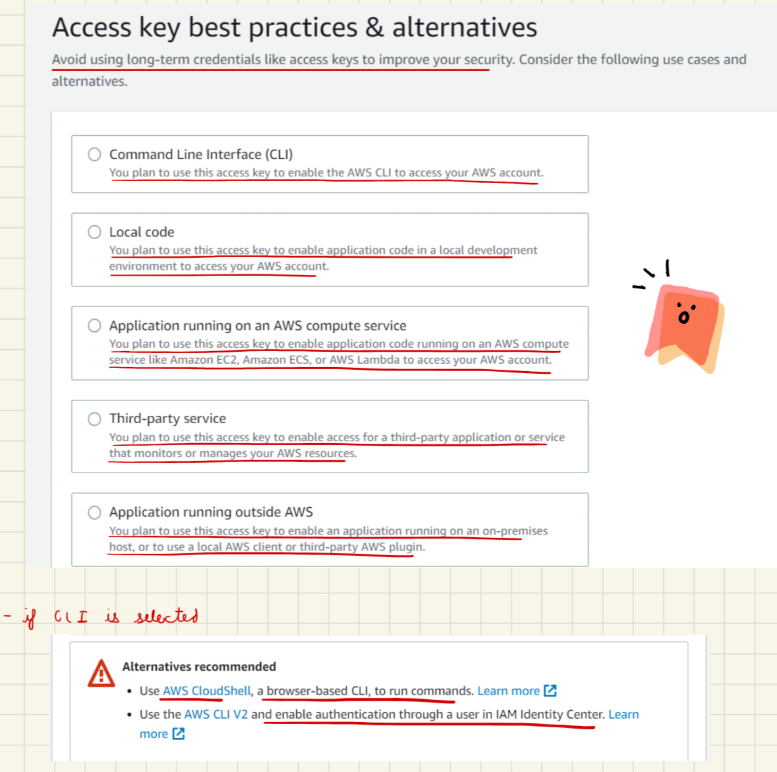 Access key best practices & alternatives
Avoid using long-term credentials like access keys to improve your security. Consider the following use cases and
alternatives.
Command Line Interface (CLI)
You plan to use this access key to enable the AWS CLI to access your AWS account.
Local code
You plan to use this access key to enable application code in a local development
environment to access your AWS account.
Application running on an AWS compute service
You plan to use this access key to enable application code running on an AWS compute
service like Amazon EC2, Amazon ECS, or AWS Lambda to access your AWS account.
Third-party service
You plan to use this access key to enable access for a third-party application or service
that monitors or manages your AWS resources.
Application running outside AWS
You plan to use this access key to enable an application running on an on-premises
host, or to use a local AWS client or third-party AWS plugin.
- if CLI is selected
Alternatives recommended
• Use AWS CloudShell, a browser-based CLI, to run commands. Learn more
• Use the AWS CLI V2 and enable authentication through a user in IAM Identity Center. Learn
more